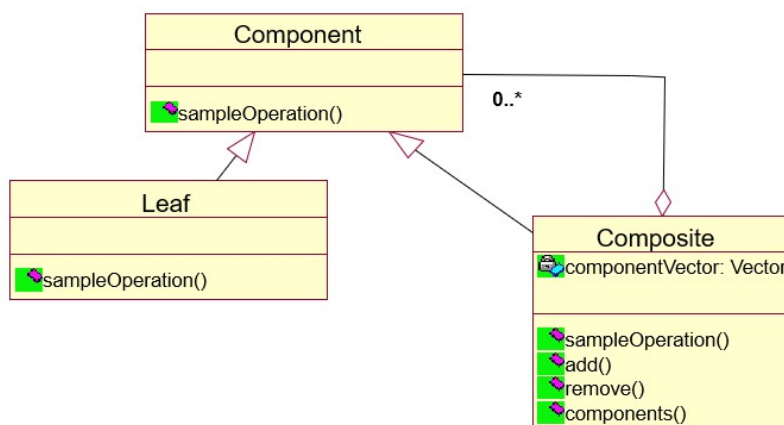 Component
sampleOperation()
0..*
Leaf
sampleOperation()
Composite
componentVector: Vector
sampleOperation()
add()
remove()
components()